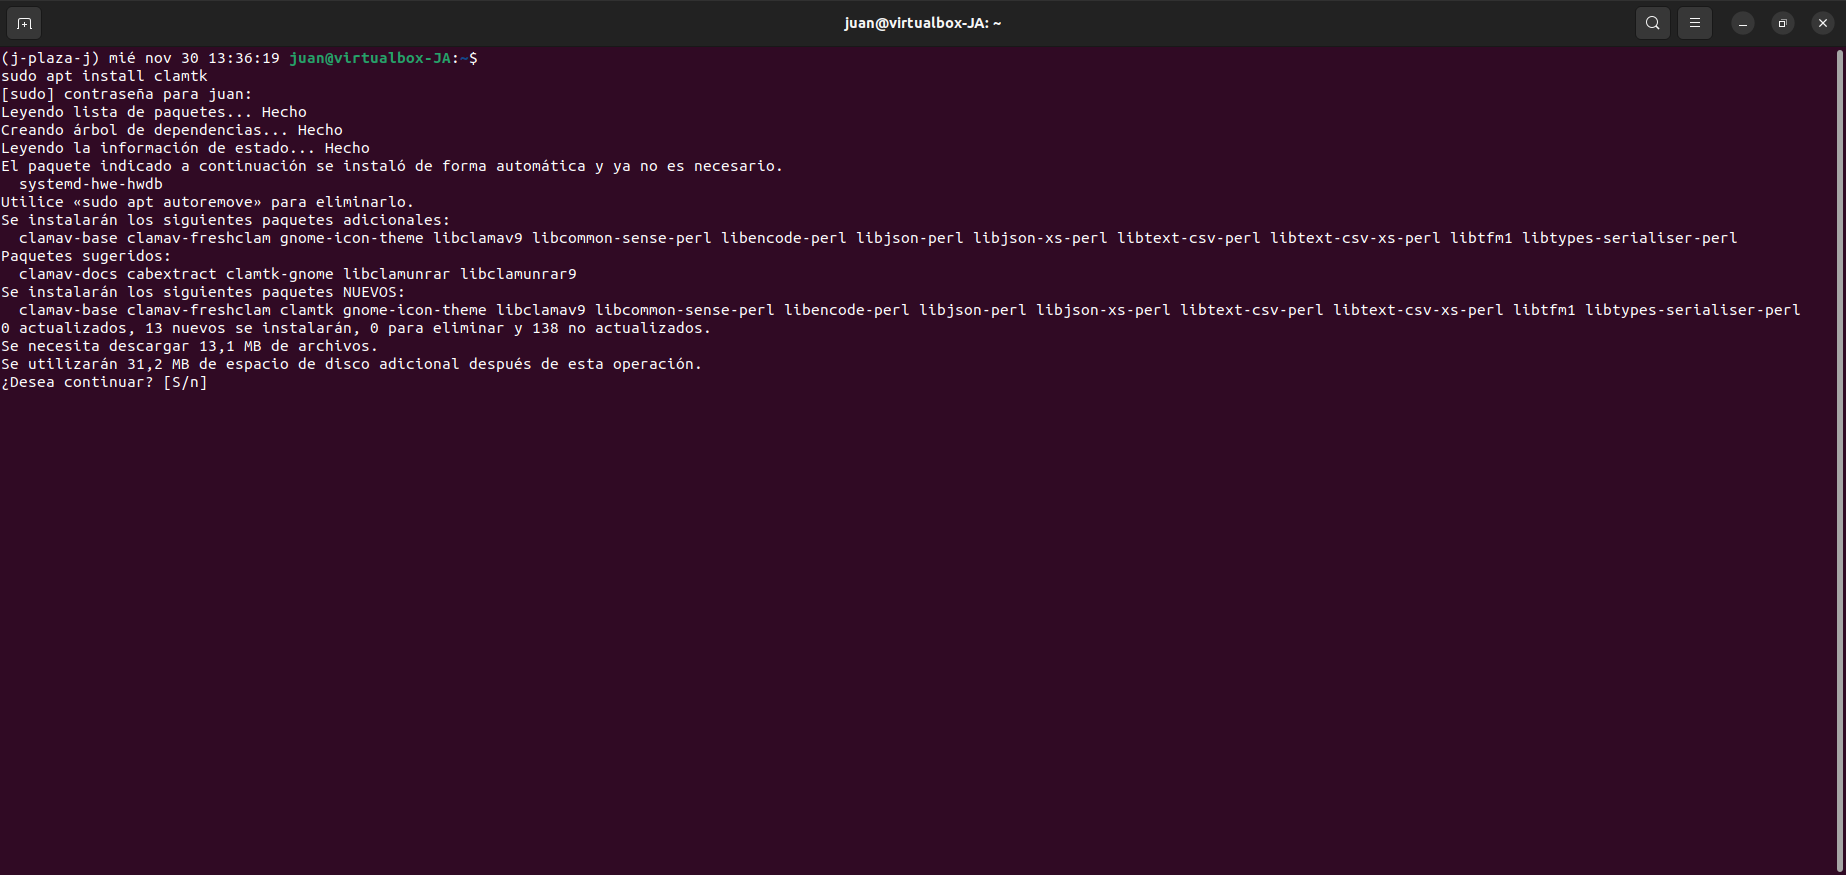 juan@virtualbox-JA: ~
(j-plaza-j) mié nov 30 13:36:19 juan@virtualbox-JA:~$
sudo apt install clamtk
[sudo] contraseña para juan:
Leyendo lista de paquetes... Hecho
Creando árbol de dependencias... Hecho
Leyendo la información de estado... Hecho
El paquete indicado a continuación se instaló de forma automática y ya no es necesario.
  systemd-hwe-hwdb
Utilice «sudo apt autoremove» para eliminarlo.
Se instalarán los siguientes paquetes adicionales:
  clamav-base clamav-freshclam gnome-icon-theme libclamav9 libcommon-sense-perl libencode-perl libjson-perl libjson-xs-perl libtext-csv-perl libtext-csv-xs-perl libtfm1 libtypes-serialiser-perl
Paquetes sugeridos:
  clamav-docs cabextract clamtk-gnome libclamunrar libclamunrar9
Se instalarán los siguientes paquetes NUEVOS:
  clamav-base clamav-freshclam clamtk gnome-icon-theme libclamav9 libcommon-sense-perl libencode-perl libjson-perl libjson-xs-perl libtext-csv-perl libtext-csv-xs-perl libtfm1 libtypes-serialiser-perl
0 actualizados, 13 nuevos se instalarán, 0 para eliminar y 138 no actualizados.
Se necesita descargar 13,1 MB de archivos.
Se utilizarán 31,2 MB de espacio de disco adicional después de esta operación.
¿Desea continuar? [S/n]